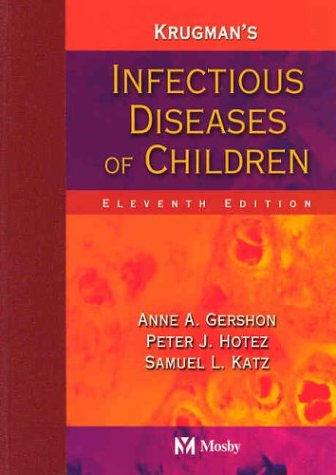 KRUGMAN'S
INFECTIOUS
DISEASES
OF CHILDREN
ELEVENTH EDITION
ANNE A. GERSHON
PETER J. HOTEZ
SAMUEL L. KATZ
M Mosby